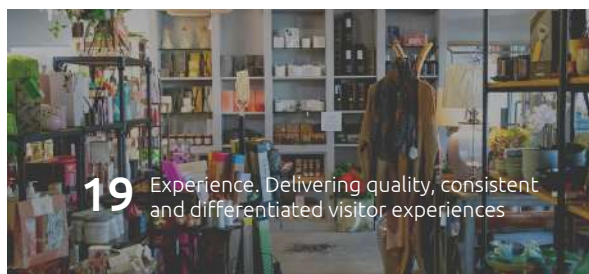 19
Experience. Delivering quality, consistent
and differentiated visitor experiences